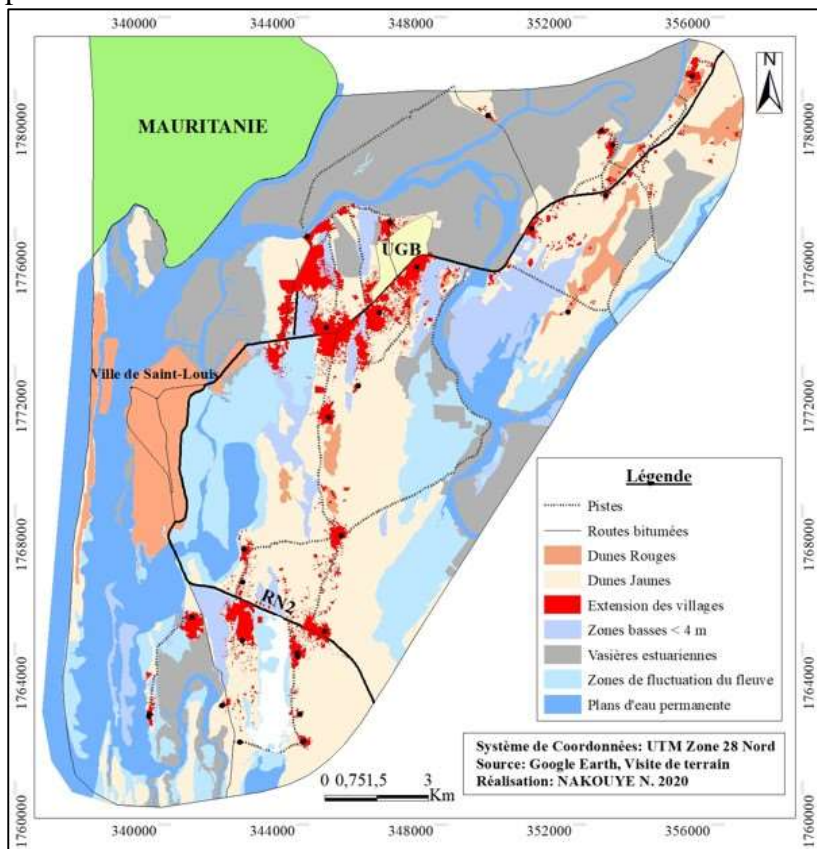 p
340000 344000 348000 352000 356000
1780000
1776000
1772000
1768000
1764000
1760000
MAURITANIE
N
UGB
Ville de Saint-Louis
RN2
Légende
Pistes
Routes bitumées
Dunes Rouges
Dunes Jaunes
Extension des villages
Zones basses < 4 m
Vasières estuariennes
Zones de fluctuation du fleuve
Plans d'eau permanente
Système de Coordonnées: UTM Zone 28 Nord
Source: Google Earth, Visite de terrain
Réalisation: NAKOUYE N. 2020
0 0,751,5 3
Km
1780000
1776000
1772000
1768000
1764000
1760000
340000 344000 348000 352000 356000